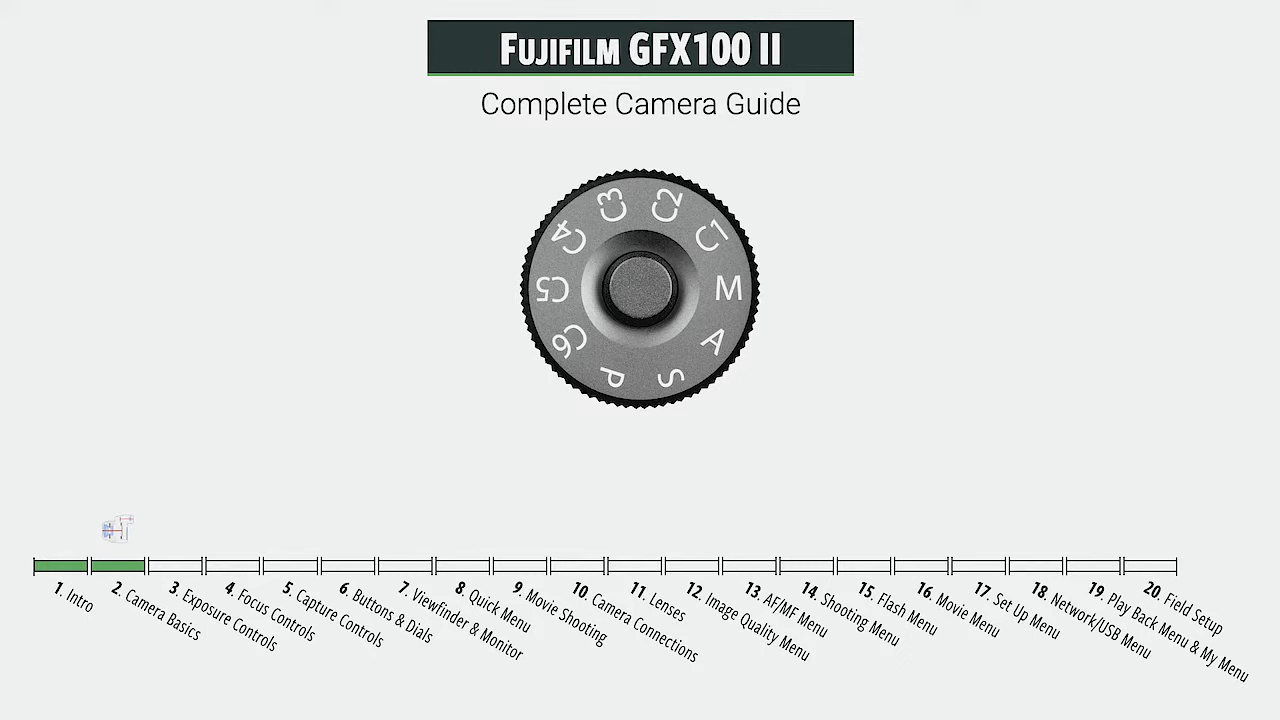 FUJIFILM GFX100 II
Complete Camera Guide
C3
C2
C4
C1
C5
M
C6
A
P
S
1. Intro
2. Camera Basics
3. Exposure Controls
4. Focus Controls
5. Capture Controls
6. Buttons & Dials
7. Viewfinder & Monitor
8. Quick Menu
9. Movie Shooting
10. Camera Connections
11. Lenses
12. Image Quality Menu
13. AF/MF Menu
14. Shooting Menu
15. Flash Menu
16. Movie Menu
17. Set Up Menu
18. Network/USB Menu
19. Play Back Menu & My Menu
20. Field Setup